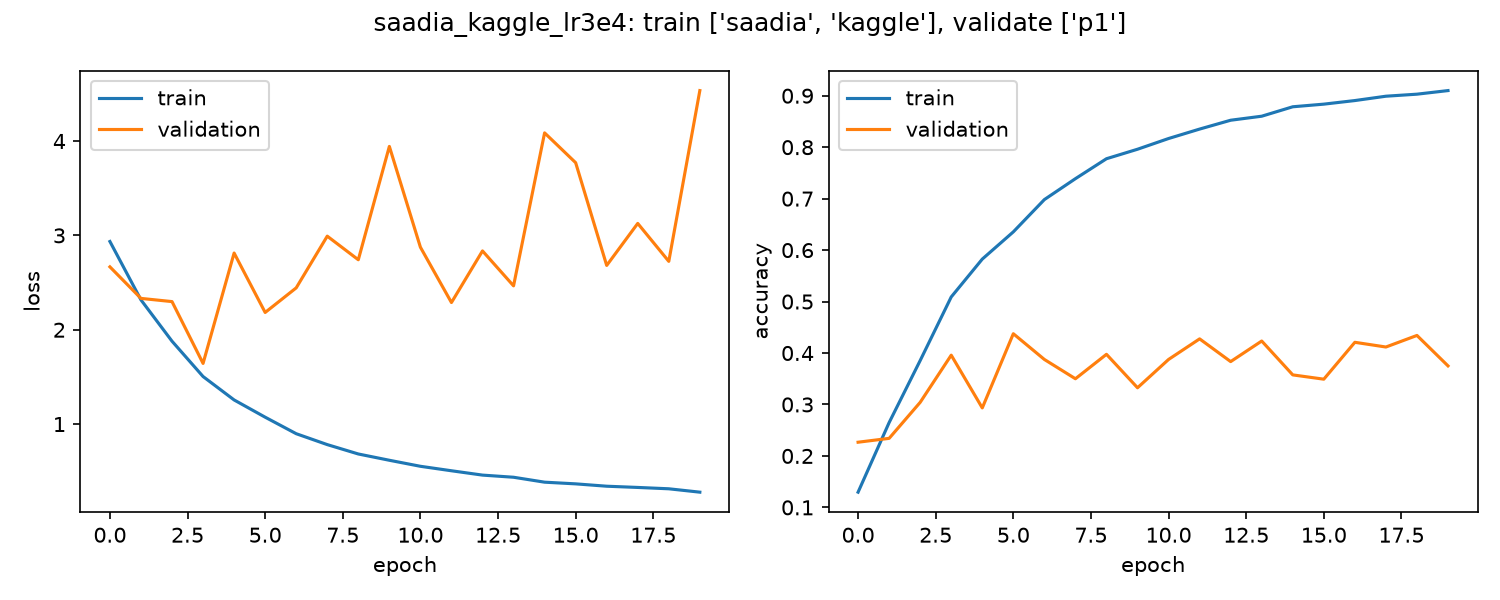 saadia_kaggle_lr3e4: train ['saadia', 'kaggle'], validate ['p1']
train
validation
4
3
2
1
loss
0.0 2.5 5.0 7.5 10.0 12.5 15.0 17.5
epoch
train
validation
0.9
0.8
0.7
0.6
0.5
0.4
0.3
0.2
0.1
accuracy
0.0 2.5 5.0 7.5 10.0 12.5 15.0 17.5
epoch